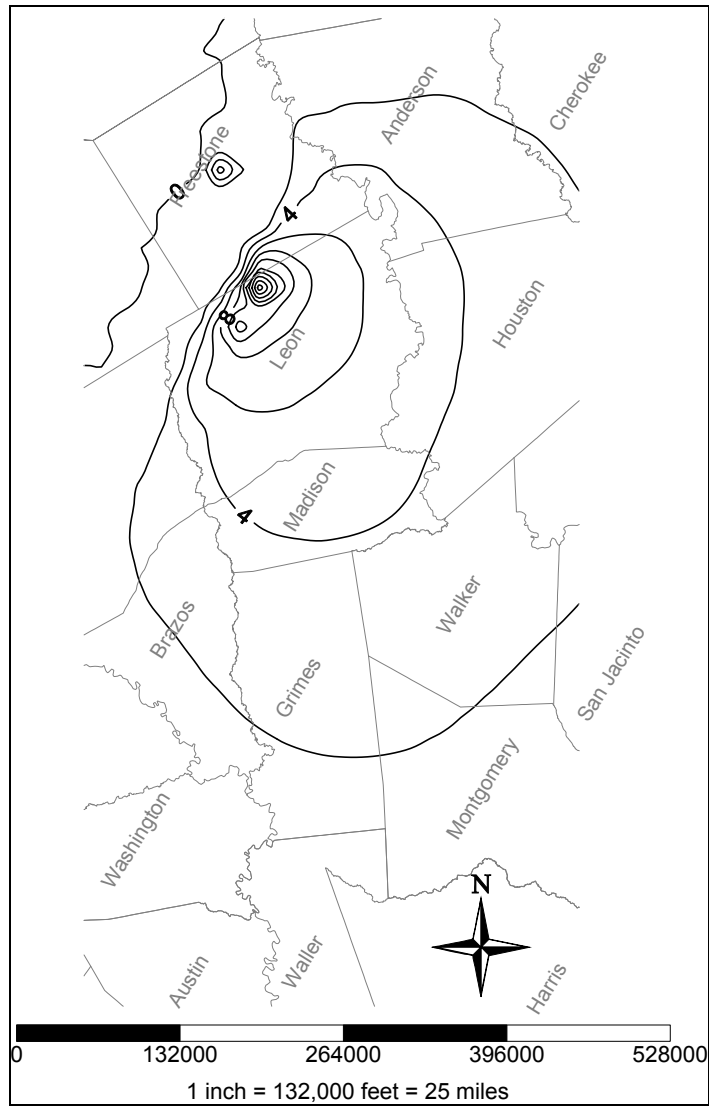 Cherokee
Anderson
Freestone
0
4
8
Houston
Leon
Madison
4
Walker
Brazos
San Jacinto
Grimes
Montgomery
Washington
N
Waller
Austin
Harris
0 132000 264000 396000 528000
1 inch = 132,000 feet = 25 miles